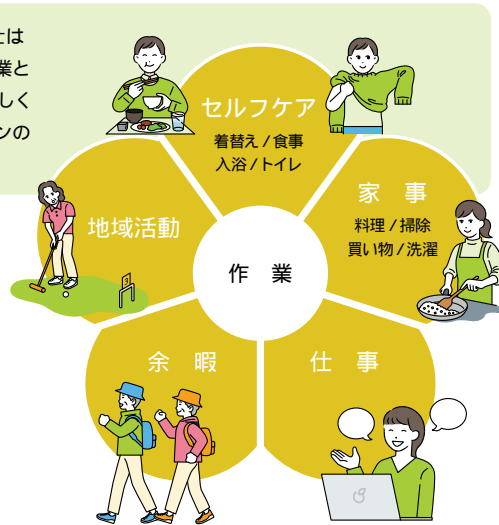 士は
業と
しく
ンの
セルフケア
着替え / 食事
入浴 / トイレ
家 事
料理 / 掃除
買い物 / 洗濯
地域活動
作 業
余 暇
仕 事